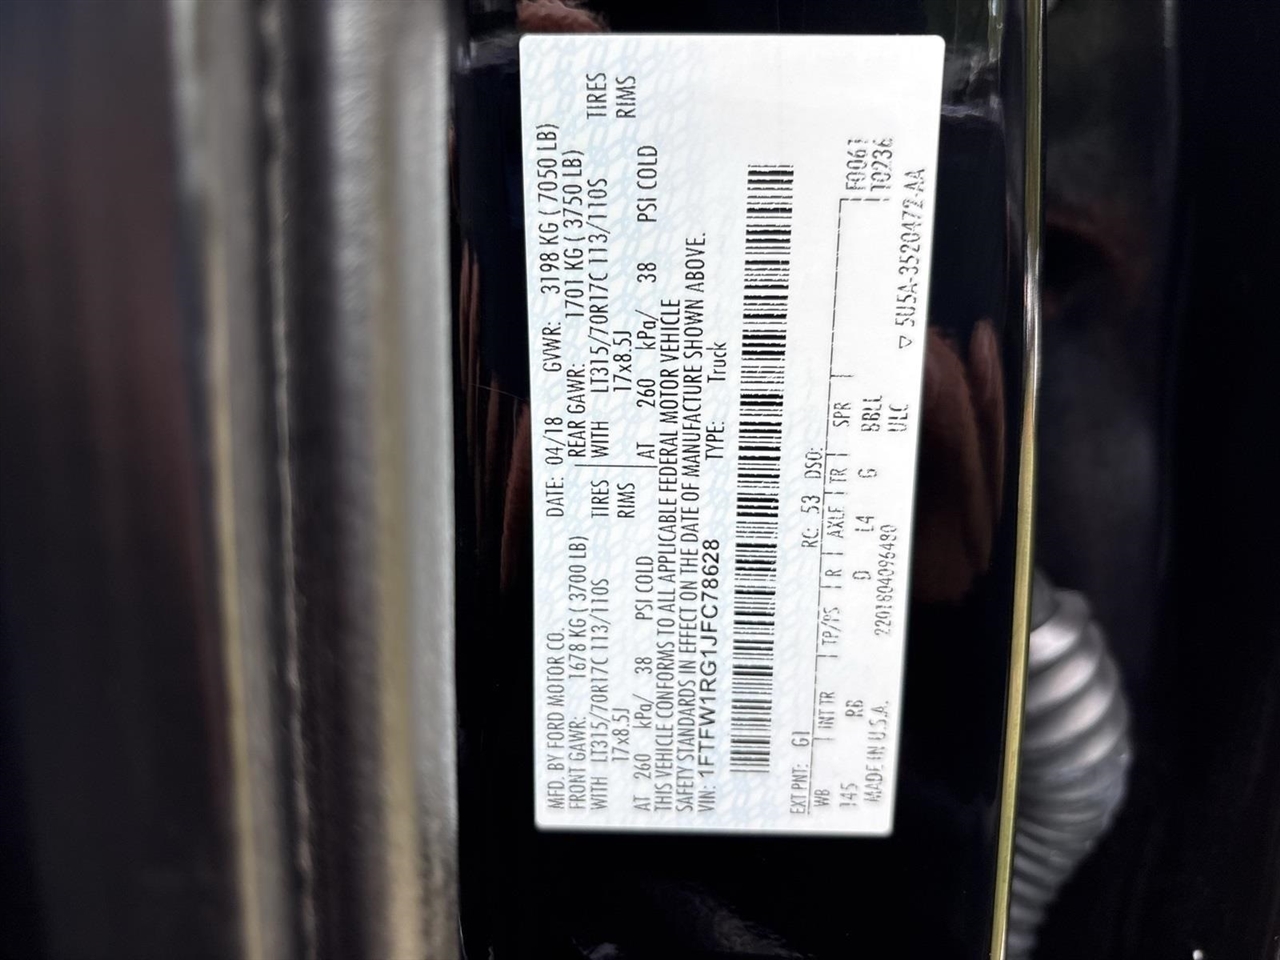 MFD. BY FORD MOTOR CO. DATE: 04/18 GVWR: 3198 KG ( 7050 LB)
FRONT GAWR: 1678 KG ( 3700 LB) REAR GAWR: 1701 KG ( 3750 LB)
WITH LT315/70R17C 113/110S TIRES WITH LT315/70R17C 113/110S TIRES
17x8.5J RIMS 17x8.5J RIMS
AT 260 kPa/ 38 PSI COLD AT 260 kPa/ 38 PSI COLD
THIS VEHICLE CONFORMS TO ALL APPLICABLE FEDERAL MOTOR VEHICLE
SAFETY STANDARDS IN EFFECT ON THE DATE OF MANUFACTURE SHOWN ABOVE.
VIN: 1FTFW1RG1JFC78628 TYPE: Truck
EXT PNT: G1 RC: 53 DSO:
WB INT TR TP/PS R AXLE TR SPR F0061
145 RB D L4 G BBLL T0236
MADE IN U.S.A. 2201804096480 ULC
▽ 5U5A-3520472-AA